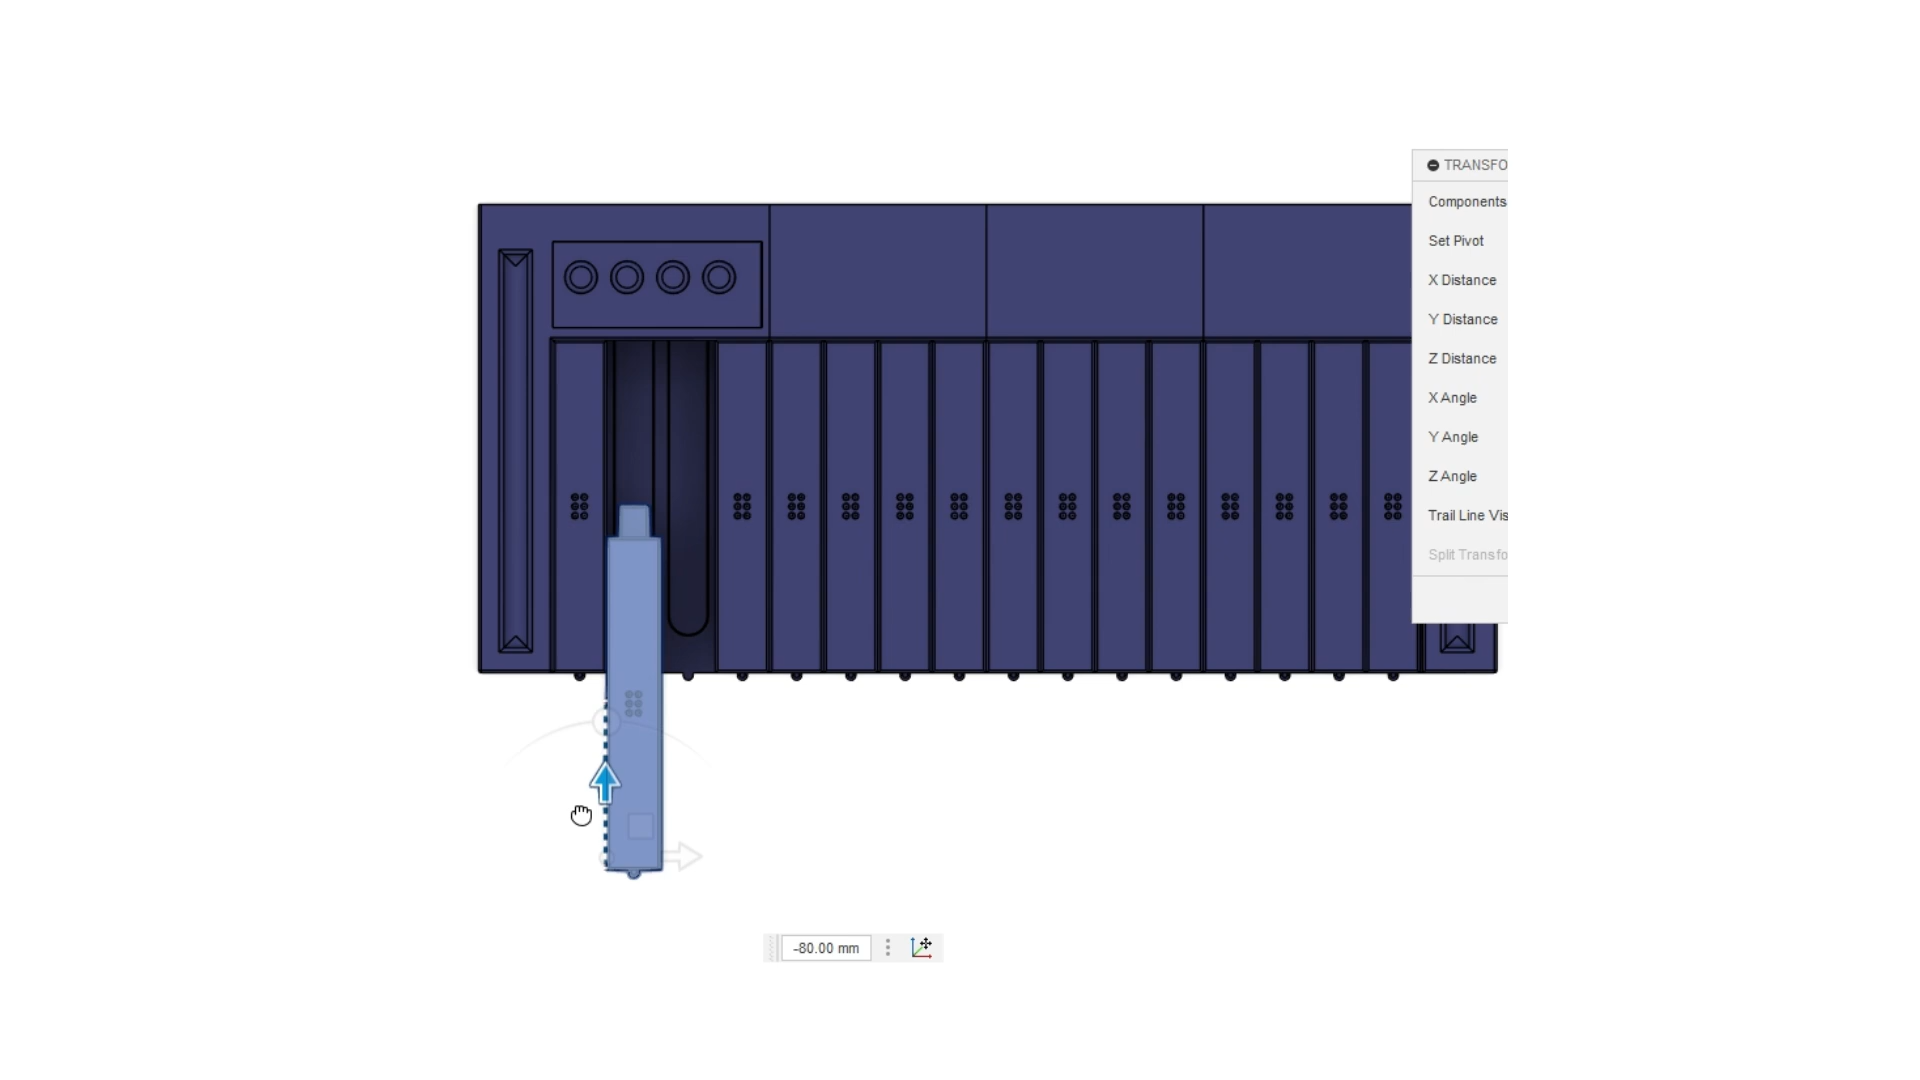 TRANSFO
Components
Set Pivot
X Distance
Y Distance
Z Distance
X Angle
Y Angle
Z Angle
Trail Line Vis
Split Transfo
-80.00 mm